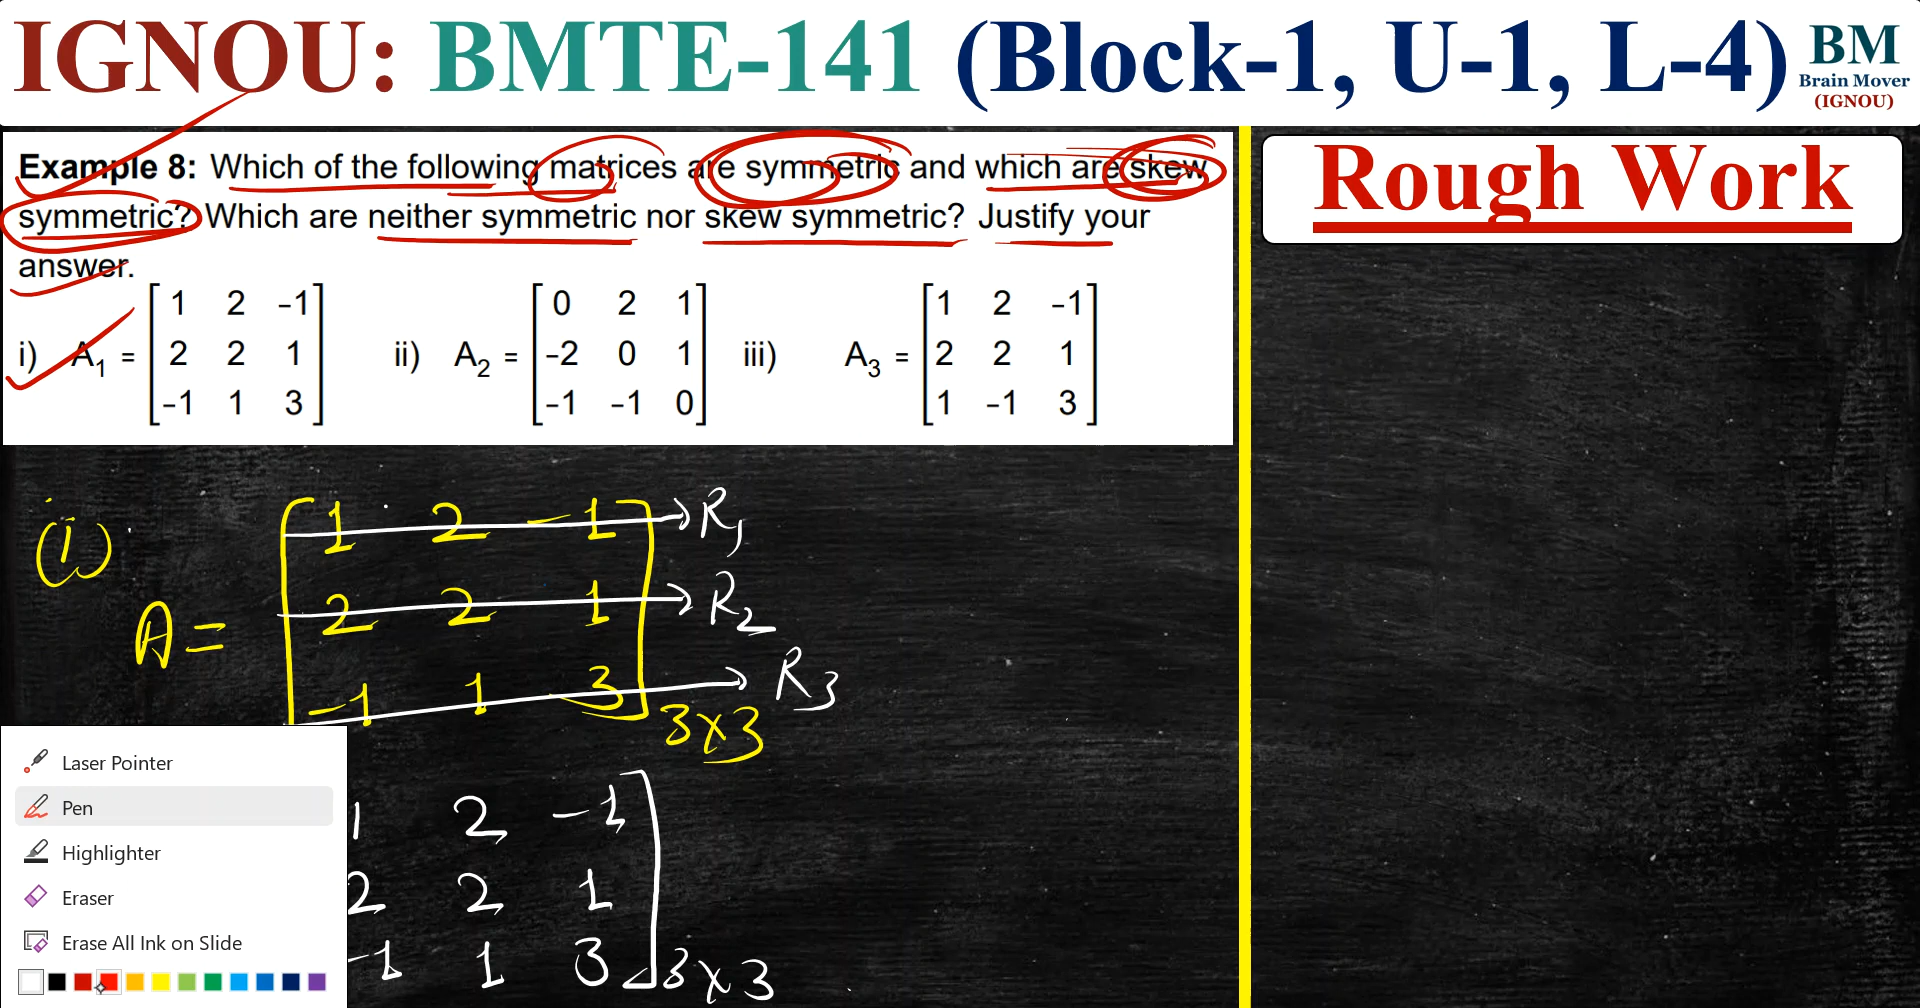 IGNOU: BMTE-141 (Block-1, U-1, L-4)
BM
Brain Mover
(IGNOU)
Example 8: Which of the following matrices are symmetric and which are skew
symmetric? Which are neither symmetric nor skew symmetric? Justify your
answer.
i) A1 = [1 2 -1
2 2 1
-1 1 3]
ii) A2 = [0 2 1
-2 0 1
-1 -1 0]
iii) A3 = [1 2 -1
2 2 1
1 -1 3]
Rough Work
(i)
A =
1 2 -1 → R1
2 2 1 → R2
-1 1 3 → R3
3×3
1 2 -1
2 2 1
-1 1 3
3×3
Laser Pointer
Pen
Highlighter
Eraser
Erase All Ink on Slide